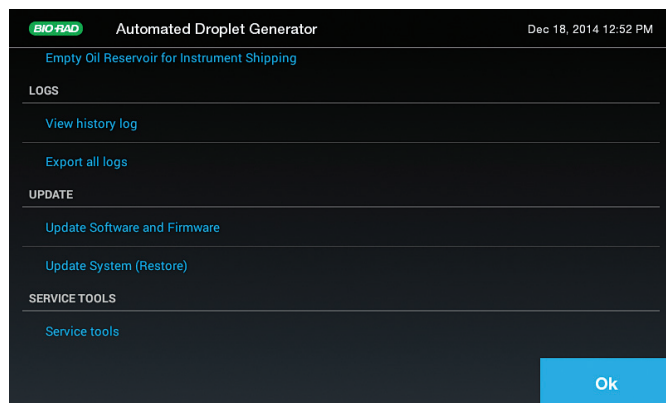 BIO-RAD Automated Droplet Generator Dec 18, 2014 12:52 PM
Empty Oil Reservoir for Instrument Shipping
LOGS
View history log
Export all logs
UPDATE
Update Software and Firmware
Update System (Restore)
SERVICE TOOLS
Service tools
Ok